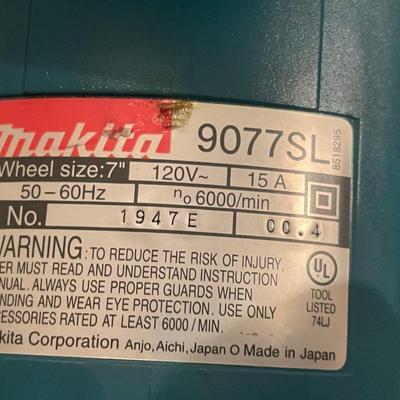 makita 9077SL
8518295
Wheel size:7" 120V~ 15 A
50–60Hz no 6000/min
No. 1947E 00.4
WARNING: TO REDUCE THE RISK OF INJURY,
ER MUST READ AND UNDERSTAND INSTRUCTION
NUAL. ALWAYS USE PROPER GUARDS WHEN
NDING AND WEAR EYE PROTECTION. USE ONLY
ESSORIES RATED AT LEAST 6000 / MIN.
UL
TOOL
LISTED
74LJ
kita Corporation Anjo, Aichi, Japan O Made in Japan